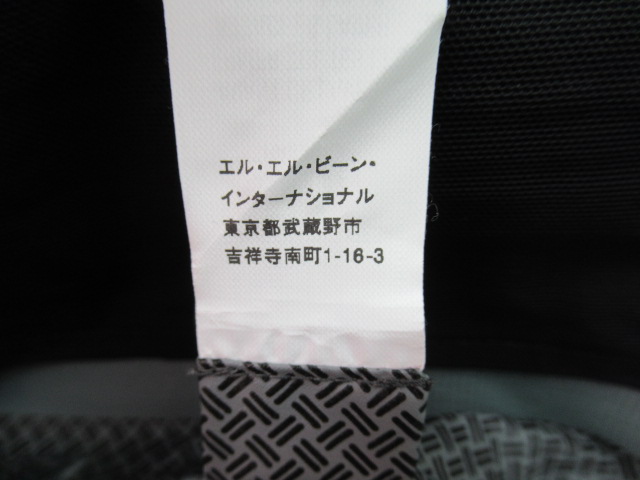 エル・エル・ビーン・
インターナショナル
東京都武蔵野市
吉祥寺南町1-16-3